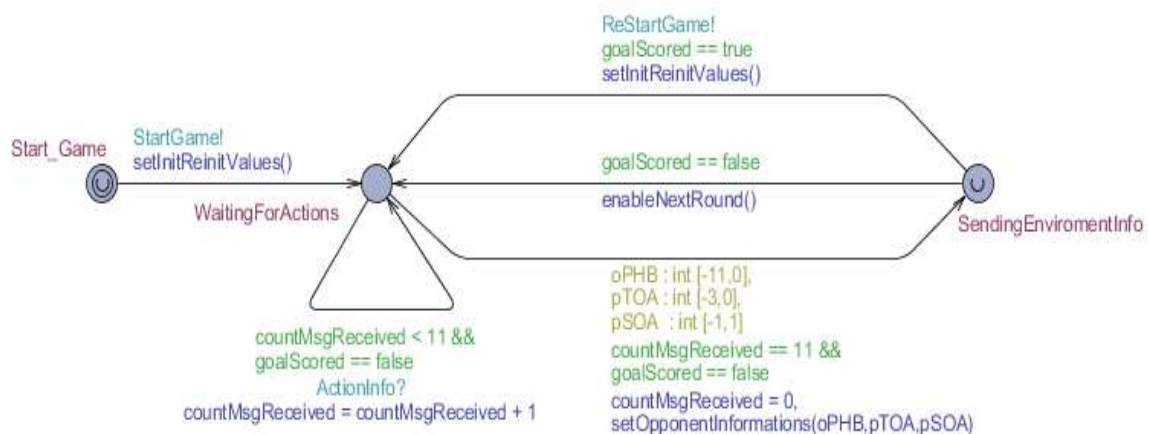 ReStartGame!
goalScored == true
setInitReinitValues()
StartGame!
Start_Game
setInitReinitValues()
goalScored == false
enableNextRound()
WaitingForActions
SendingEnviromentInfo
oPHB : int [-11,0],
pTOA : int [-3,0],
pSOA : int [-1,1]
countMsgReceived < 11 &&
goalScored == false
ActionInfo?
countMsgReceived = countMsgReceived + 1
countMsgReceived == 11 &&
goalScored == false
countMsgReceived = 0,
setOpponentInformations(oPHB,pTOA,pSOA)